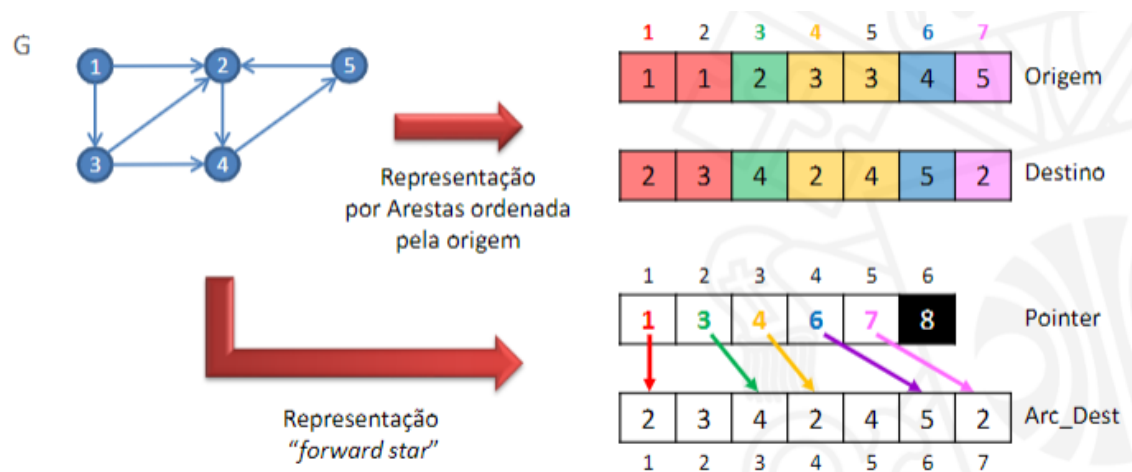 G
1 2 5
3 4
Representação
por Arestas ordenada
pela origem
1 2 3 4 5 6 7
1 1 2 3 3 4 5 Origem
2 3 4 2 4 5 2 Destino
Representação
“forward star”
1 2 3 4 5 6
1 3 4 6 7 8 Pointer
2 3 4 2 4 5 2 Arc_Dest
1 2 3 4 5 6 7